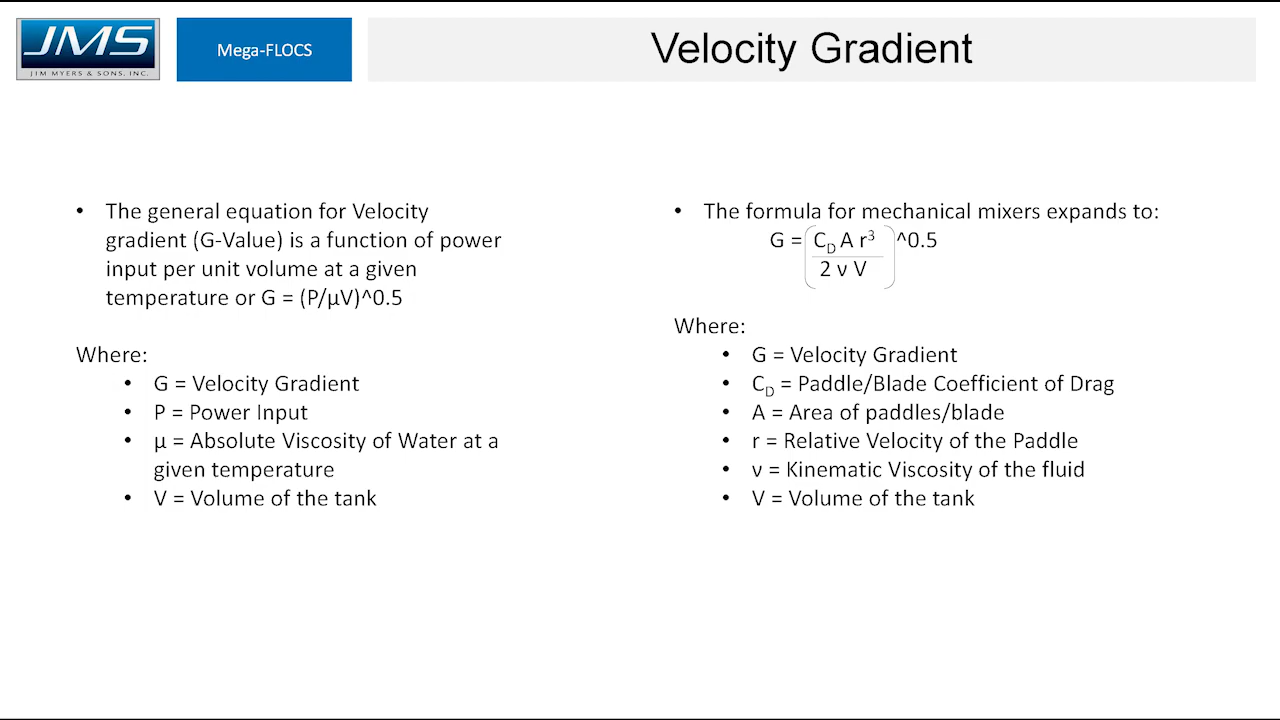 JMS
JIM MYERS & SONS, INC.
Mega-FLOCS
Velocity Gradient
• The general equation for Velocity
gradient (G-Value) is a function of power
input per unit volume at a given
temperature or G = (P/μV)^0.5
Where:
• G = Velocity Gradient
• P = Power Input
• μ = Absolute Viscosity of Water at a
given temperature
• V = Volume of the tank
• The formula for mechanical mixers expands to:
G = (C_D A r³ ^0.5
2 ν V)
Where:
• G = Velocity Gradient
• C_D = Paddle/Blade Coefficient of Drag
• A = Area of paddles/blade
• r = Relative Velocity of the Paddle
• ν = Kinematic Viscosity of the fluid
• V = Volume of the tank